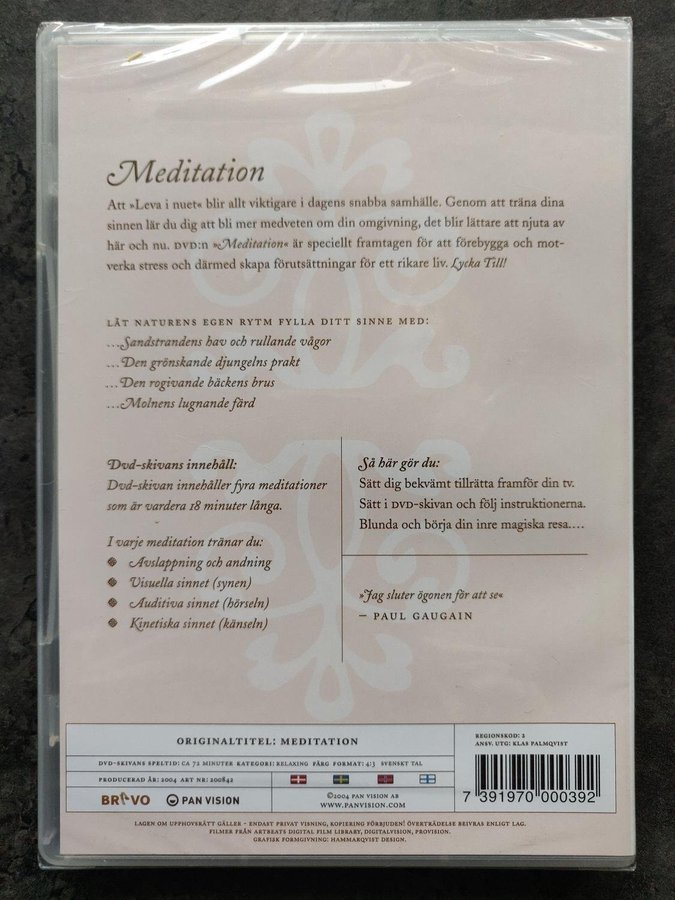 Meditation
Att »Leva i nuet« blir allt viktigare i dagens snabba samhälle. Genom att träna dina
sinnen lär du dig att bli mer medveten om din omgivning, det blir lättare att njuta av
här och nu. DVD:n »Meditation« är speciellt framtagen för att förebygga och mot-
verka stress och därmed skapa förutsättningar för ett rikare liv. Lycka Till!
LÅT NATURENS EGEN RYTM FYLLA DITT SINNE MED:
...Sandstrandens hav och rullande vågor
...Den grönskande djungelns prakt
...Den rogivande bäckens brus
...Molnens lugnande färd
Dvd-skivans innehåll:
Dvd-skivan innehåller fyra meditationer
som är vardera 18 minuter långa.
I varje meditation tränar du:
Avslappning och andning
Visuella sinnet (synen)
Auditiva sinnet (hörseln)
Kinetiska sinnet (känseln)
Så här gör du:
Sätt dig bekvämt tillrätta framför din tv.
Sätt i DVD-skivan och följ instruktionerna.
Blunda och börja din inre magiska resa....
»Jag sluter ögonen för att se«
– PAUL GAUGAIN
ORIGINALTITEL: MEDITATION
DVD-SKIVANS SPELTID: CA 72 MINUTER KATEGORI: RELAXING FÄRG FORMAT: 4:3 SVENSKT TAL
PRODUCERAD ÅR: 2004 ART NR: 200842
BRAVO PAN VISION
©2004 PAN VISION AB
WWW.PANVISION.COM
REGIONSKOD: 2
ANSV. UTG: KLAS PALMQVIST
7 391970 000392
LAGEN OM UPPHOVSRÄTT GÄLLER - ENDAST PRIVAT VISNING, KOPIERING FÖRBJUDEN! ÖVERTRÄDELSE BEIVRAS ENLIGT LAG.
FILMER FRÅN ARTBEATS DIGITAL FILM LIBRARY, DIGITALVISION, PROVISION.
GRAFISK FORMGIVNING: HAMMARQVIST DESIGN.